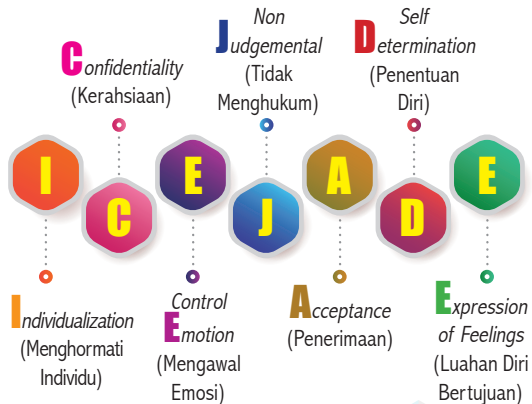 Confidentiality
(Kerahsiaan)
Non
Judgemental
(Tidak
Menghukum)
Self
Determination
(Penentuan
Diri)
I
C
E
J
A
D
E
Individualization
(Menghormati
Individu)
Control
Emotion
(Mengawal
Emosi)
Acceptance
(Penerimaan)
Expression
of Feelings
(Luahan Diri
Bertujuan)